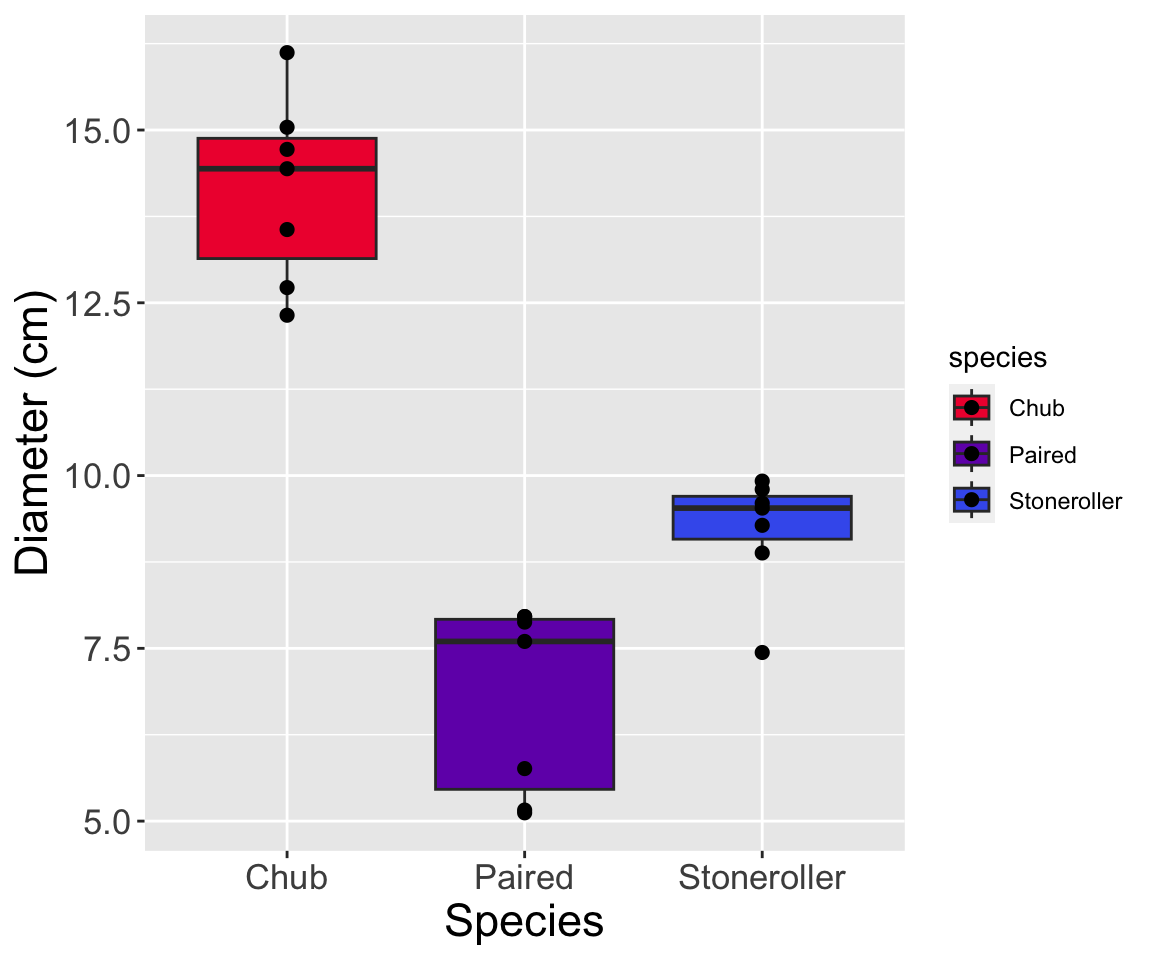 Diameter (cm)
15.0
12.5
10.0
7.5
5.0
Chub Paired Stoneroller
Species
species
Chub
Paired
Stoneroller